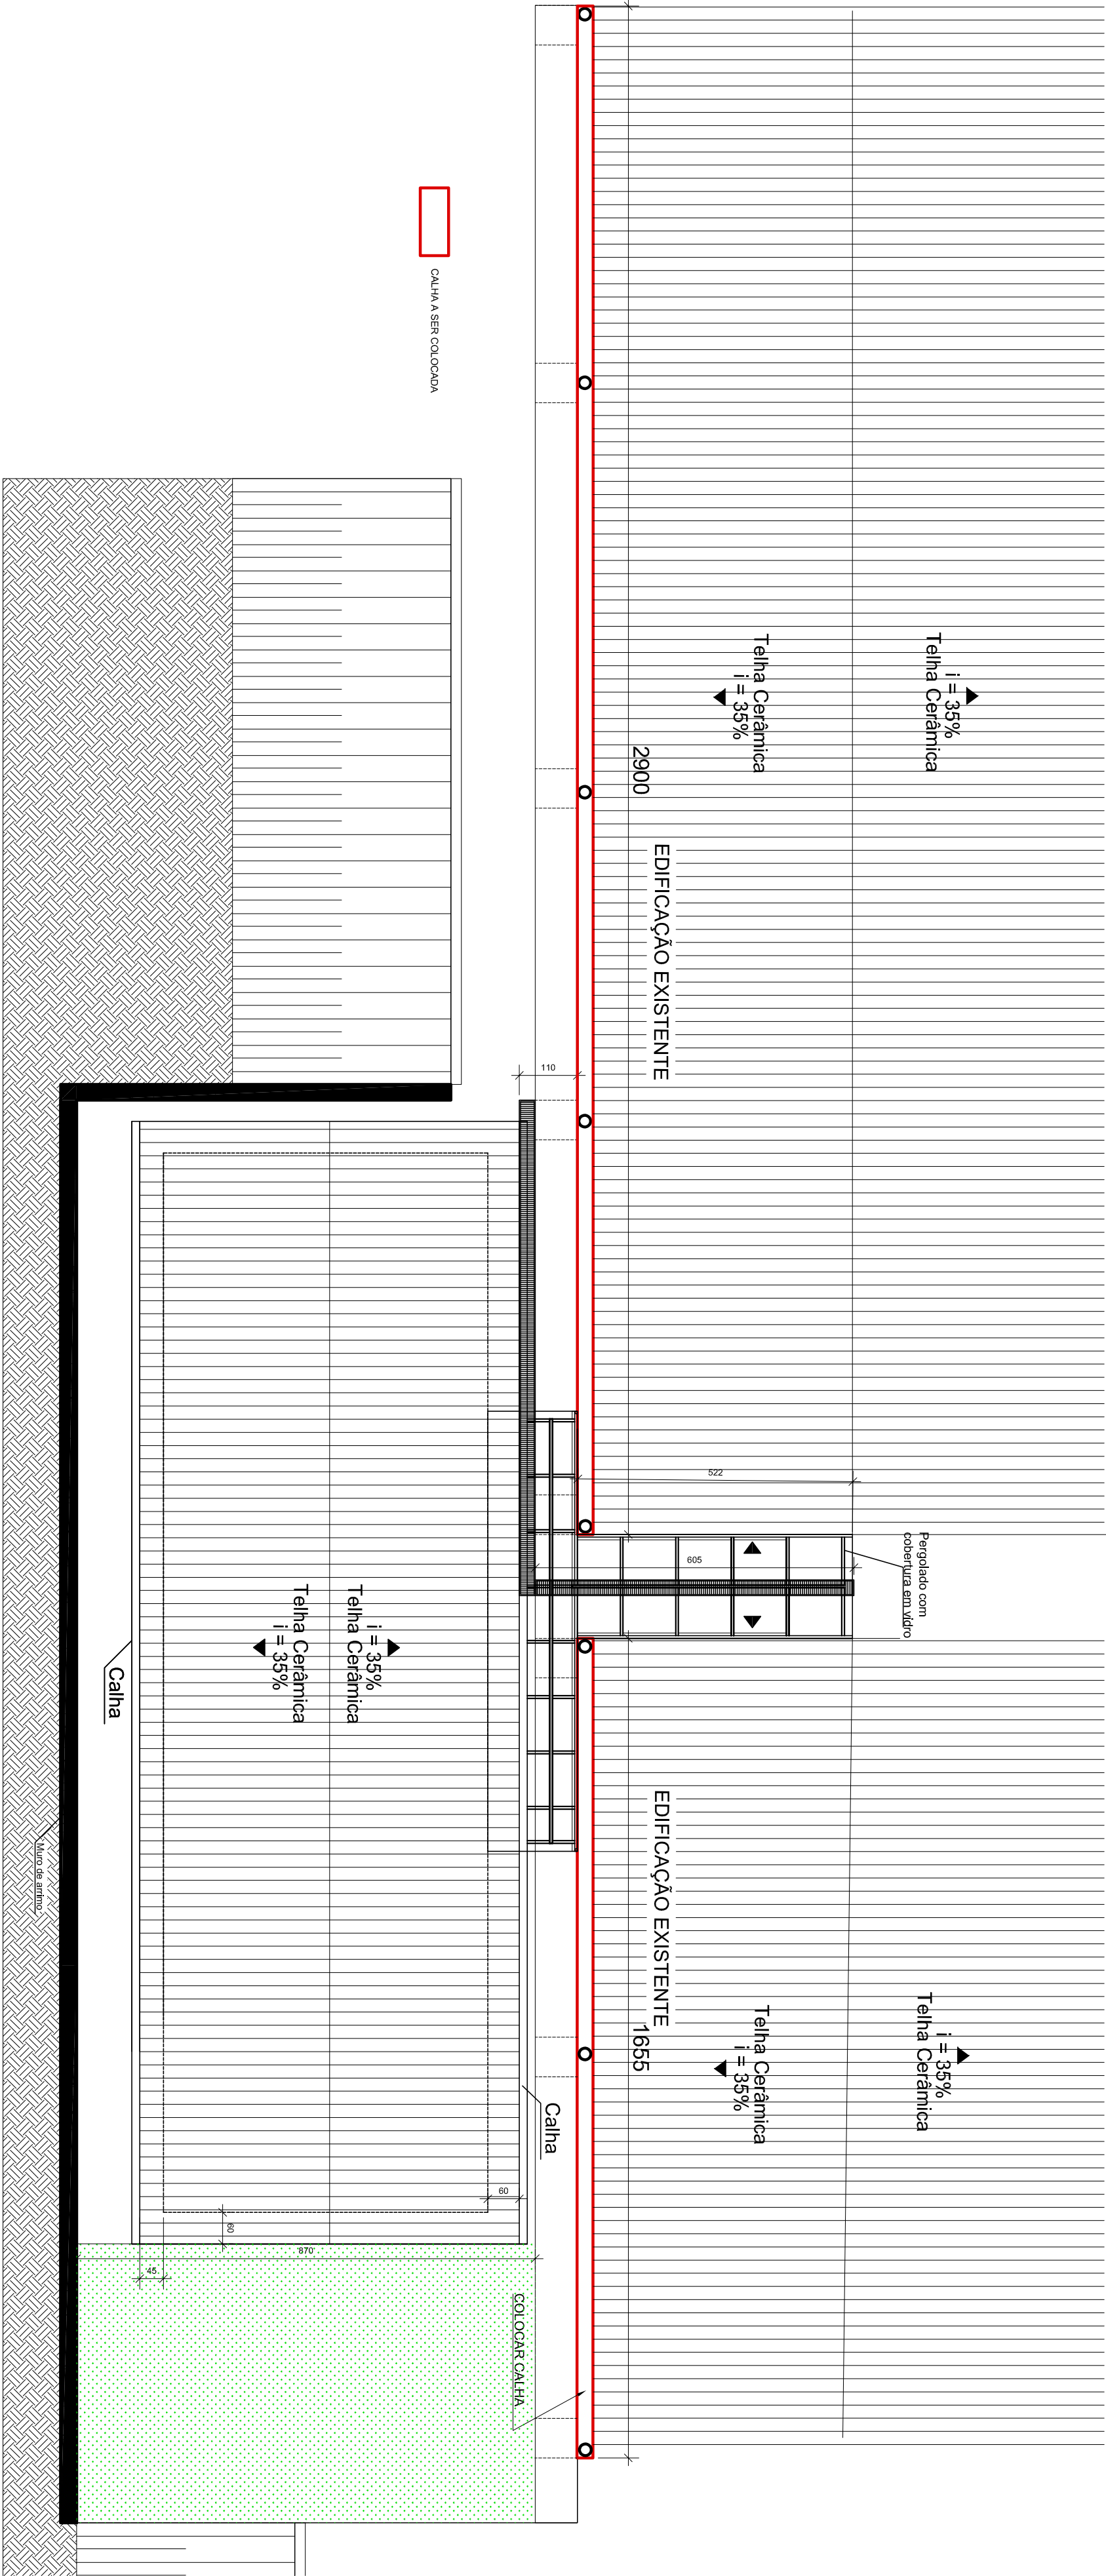 Telha Cerâmica
i = 35%
Telha Cerâmica
i = 35%
2900
EDIFICAÇÃO EXISTENTE
CALHA A SER COLOCADA
110
522
605
Pergolado com
cobertura em vidro
i = 35%
Telha Cerâmica
Telha Cerâmica
i = 35%
Calha
Muro de arrimo
EDIFICAÇÃO EXISTENTE
1655
i = 35%
Telha Cerâmica
Telha Cerâmica
i = 35%
Calha
60
60
870
45
COLOCAR CALHA